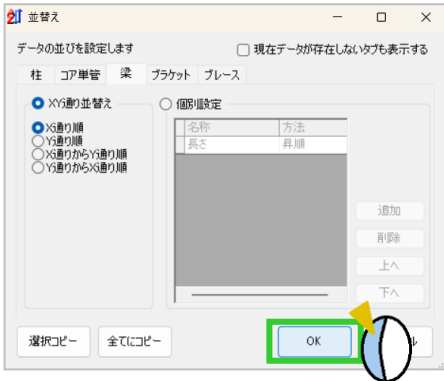 並替え
データの並びを設定します
現在データが存在しないタブも表示する
柱 コア単管 梁 ブラケット ブレース
XY通り並替え
個別設定
X通り順
Y通り順
X通りからY通り順
Y通りからX通り順
名称 方法
長さ 昇順
追加
削除
上へ
下へ
選択コピー 全てにコピー OK ル